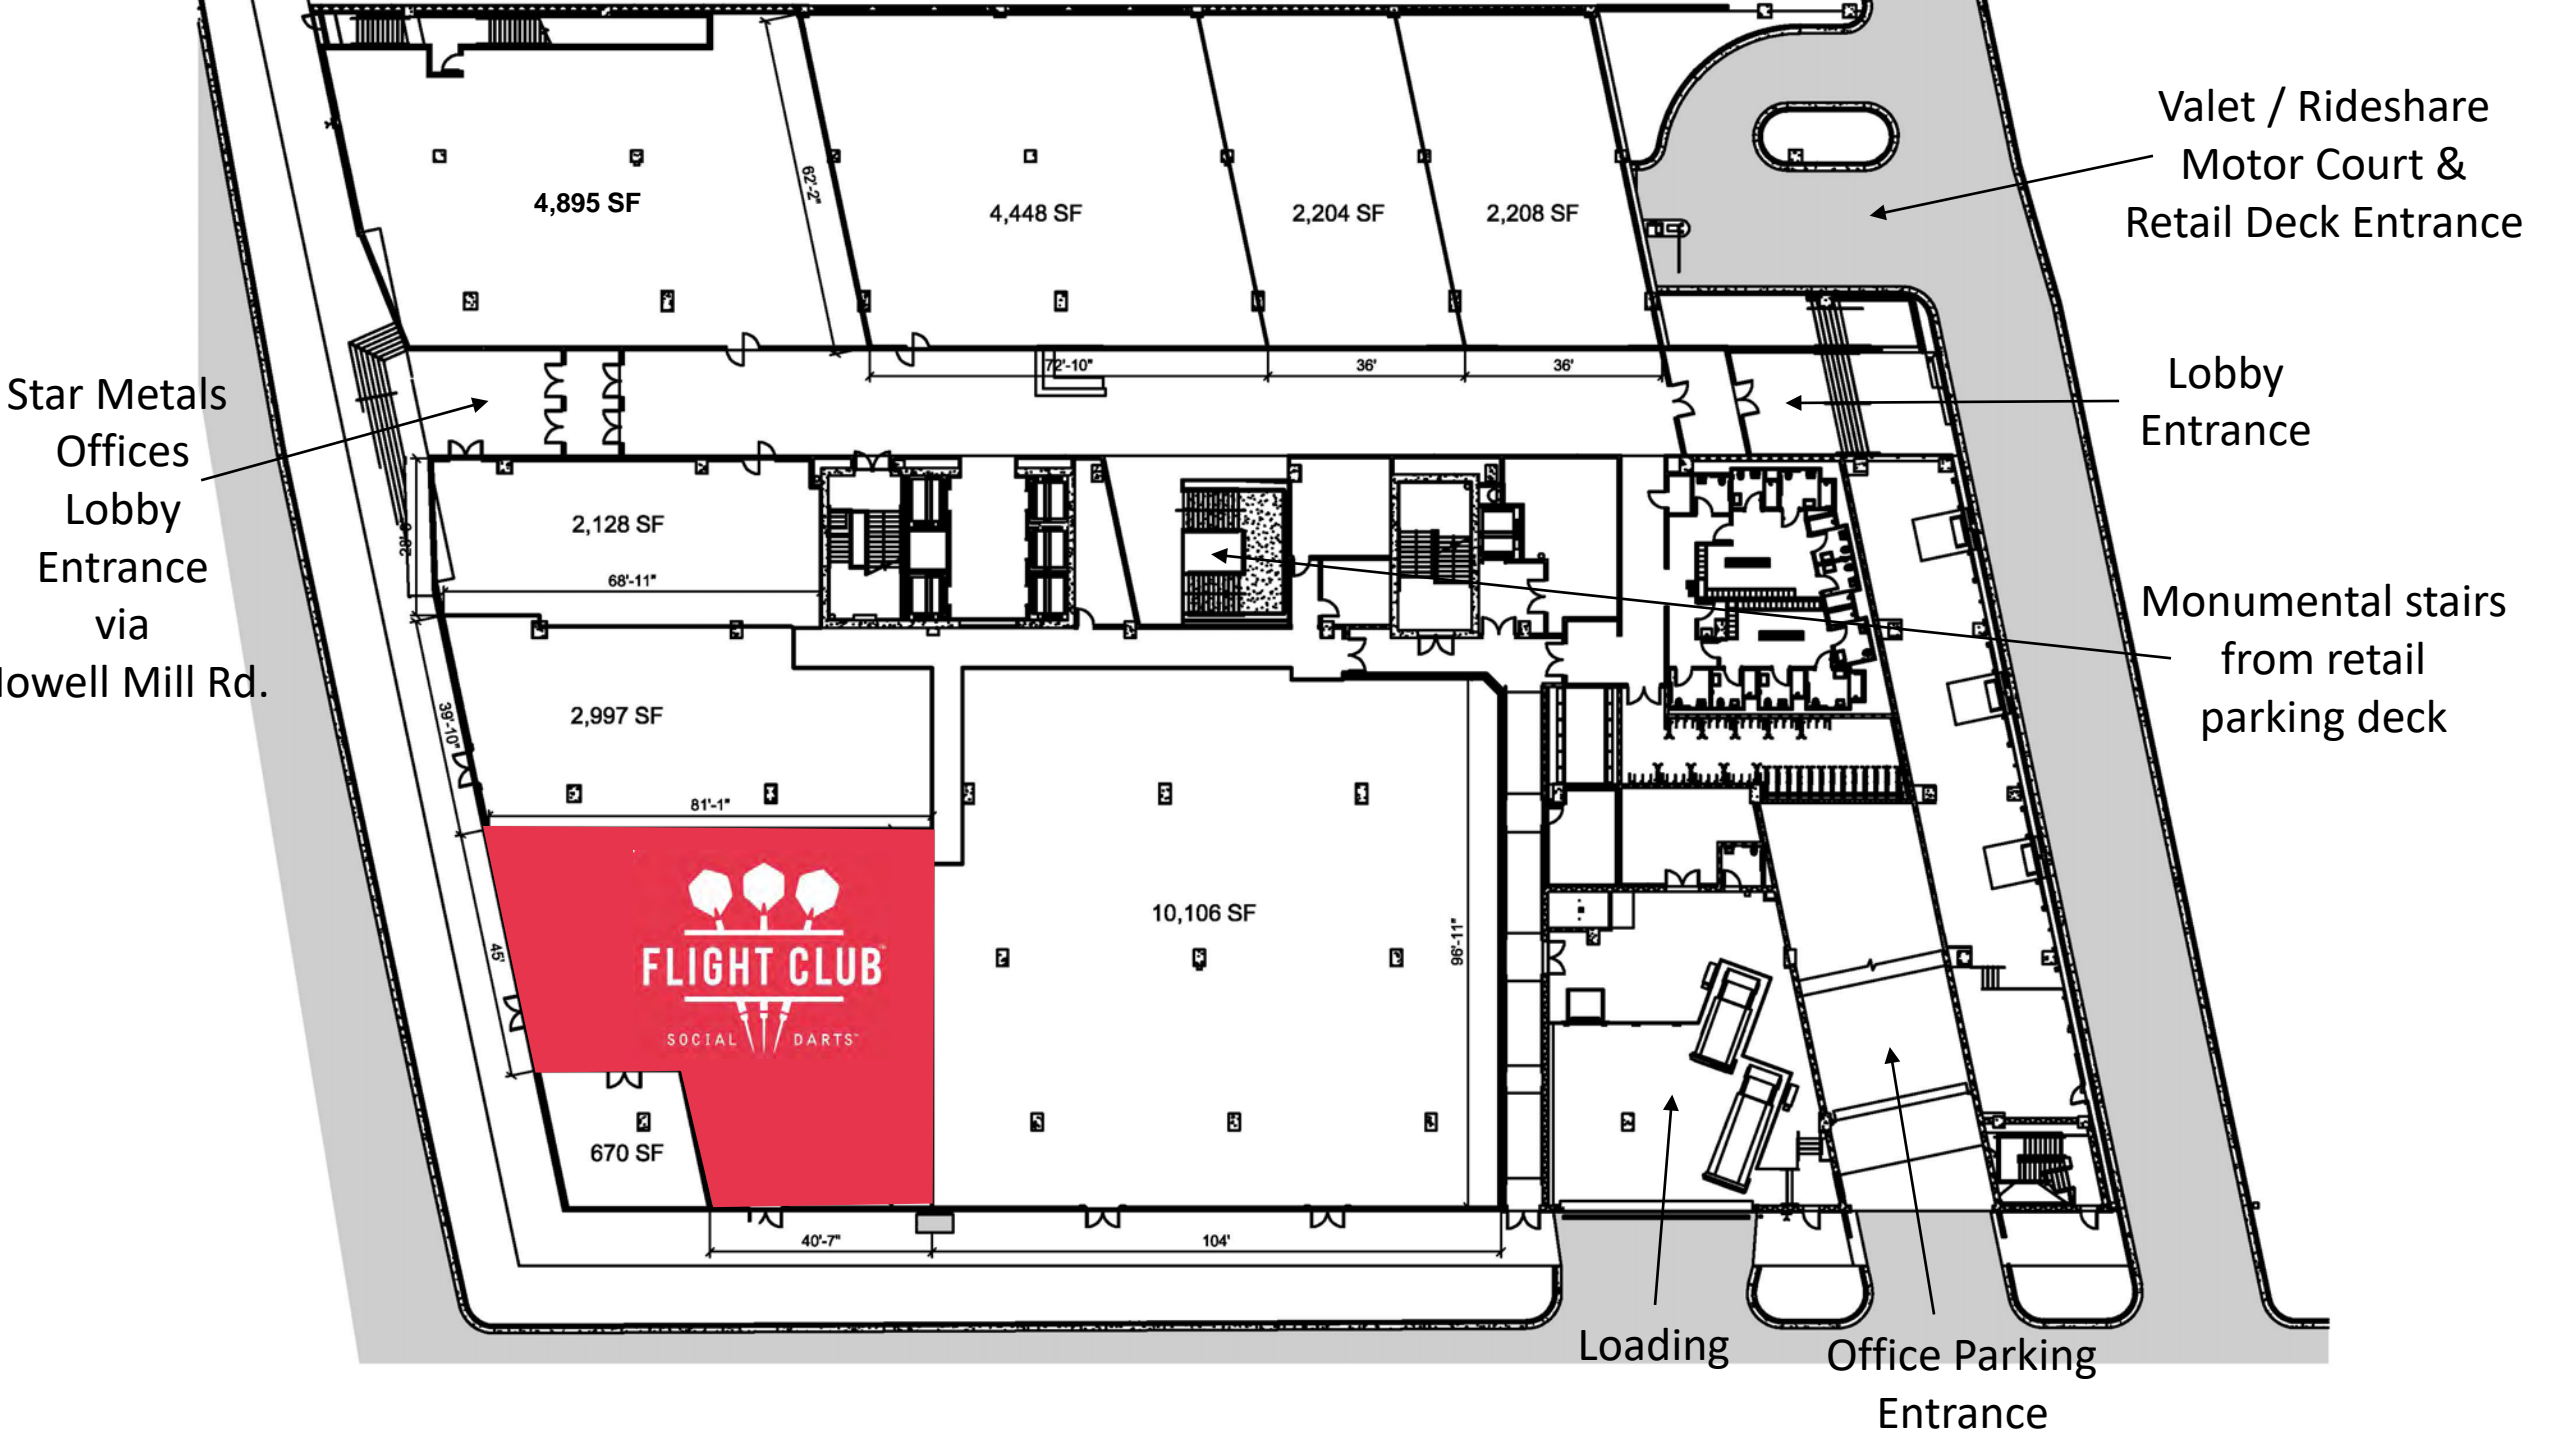 Valet / Rideshare
Motor Court &
Retail Deck Entrance
62'-2"
4,895 SF
4,448 SF
2,204 SF
2,208 SF
72'-10"
36'
36'
Star Metals
Offices
Lobby
Entrance
via
Howell Mill Rd.
Lobby
Entrance
2,128 SF
68'-11"
Monumental stairs
from retail
parking deck
2,997 SF
39'-10"
81'-1"
45'
FLIGHT CLUB
SOCIAL DARTS™
10,106 SF
96'-11"
670 SF
40'-7"
104'
Loading
Office Parking
Entrance